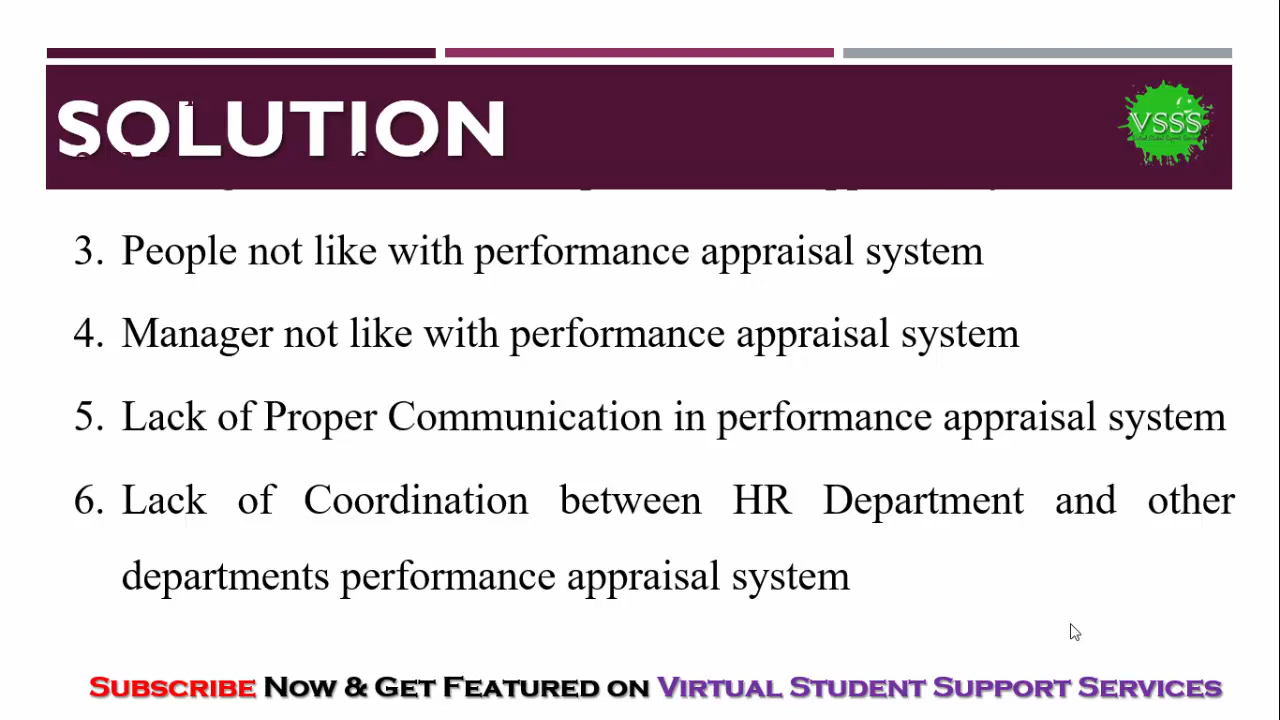 SOLUTION
VSSS
3. People not like with performance appraisal system
4. Manager not like with performance appraisal system
5. Lack of Proper Communication in performance appraisal system
6. Lack of Coordination between HR Department and other
departments performance appraisal system
SUBSCRIBE NOW & GET FEATURED ON VIRTUAL STUDENT SUPPORT SERVICES